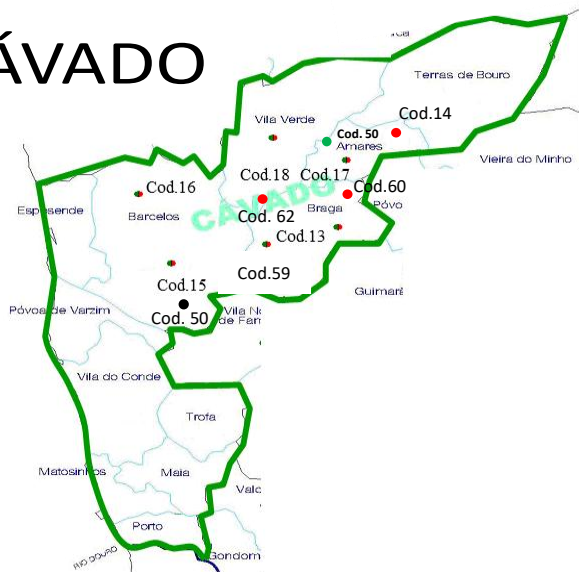 ÁVADO
Terras de Bouro
Cod.14
Vila Verde
Cod. 50
Amares
Vieira do Minho
Cod.16
Cod.18
Cod.17
Cod.60
CÁVADO
Esposende
Barcelos
Cod. 62
Braga
Póvo
Cod.13
Cod.59
Cod.15
Guimarã
Póvoa de Varzim
Cod. 50
Vila No
de Fam
Vila do Conde
Trofa
Matosinhos
Maia
Valo
Porto
RIO DOURO
Gondom